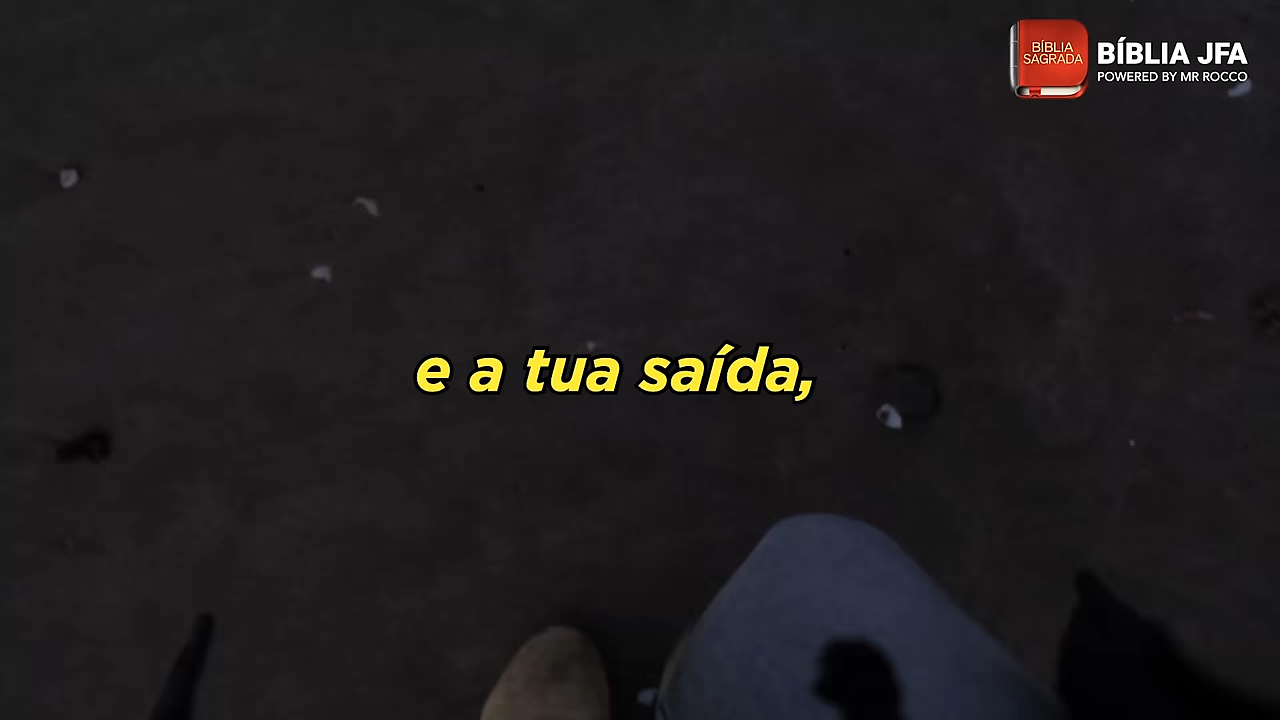 BÍBLIA
SAGRADA
BÍBLIA JFA
POWERED BY MR ROCCO
e a tua saída,